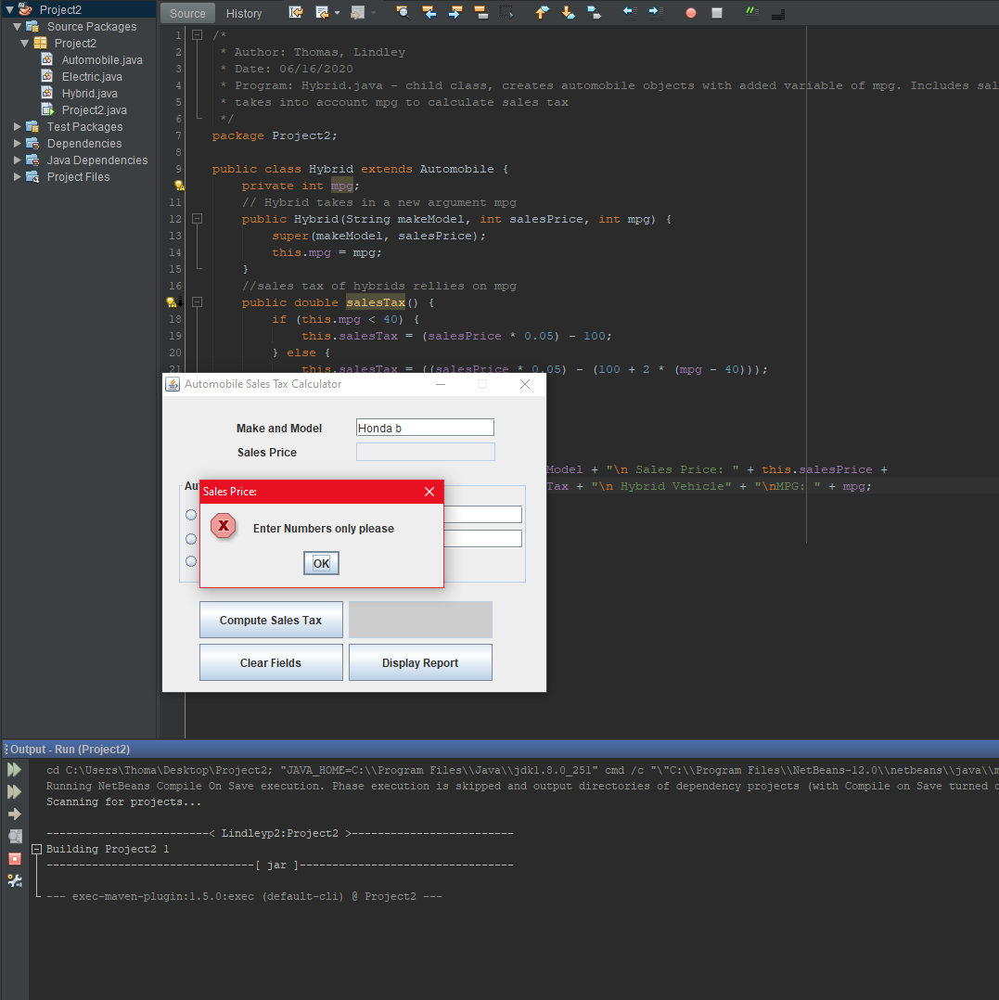 Project2
Source Packages
Project2
Automobile.java
Electric.java
Hybrid.java
Project2.java
Test Packages
Dependencies
Java Dependencies
Project Files
Source History
1 /*
2 * Author: Thomas, Lindley
3 * Date: 06/16/2020
4 * Program: Hybrid.java - child class, creates automobile objects with added variable of mpg. Includes sal
5 * takes into account mpg to calculate sales tax
6 */
7 package Project2;
8
9 public class Hybrid extends Automobile {
private int mpg;
11 // Hybrid takes in a new argument mpg
12 public Hybrid(String makeModel, int salesPrice, int mpg) {
13 super(makeModel, salesPrice);
14 this.mpg = mpg;
15 }
16 //sales tax of hybrids rellies on mpg
public double salesTax() {
18 if (this.mpg < 40) {
19 this.salesTax = (salesPrice * 0.05) - 100;
20 } else {
21 this.salesTax = ((salesPrice * 0.05) - (100 + 2 * (mpg - 40)));
Model + "\n Sales Price: " + this.salesPrice +
Tax + "\n Hybrid Vehicle" + "\nMPG: " + mpg;
Automobile Sales Tax Calculator
Make and Model Honda b
Sales Price
Au
Sales Price:
X
Enter Numbers only please
OK
Compute Sales Tax
Clear Fields Display Report
Output - Run (Project2)
cd C:\Users\Thoma\Desktop\Project2; "JAVA_HOME=C:\\Program Files\\Java\\jdk1.8.0_251" cmd /c "\"C:\\Program Files\\NetBeans-12.0\\netbeans\\java\\m
Running NetBeans Compile On Save execution. Phase execution is skipped and output directories of dependency projects (with Compile on Save turned o
Scanning for projects...
-------------------------< Lindleyp2:Project2 >-------------------------
Building Project2 1
--------------------------------[ jar ]---------------------------------
--- exec-maven-plugin:1.5.0:exec (default-cli) @ Project2 ---